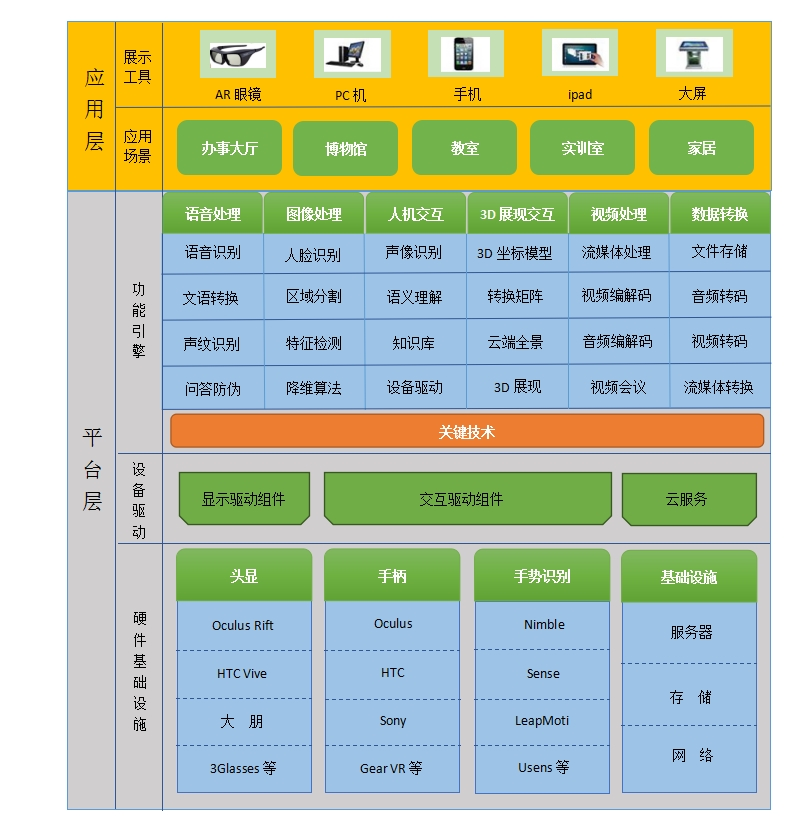 应用层
展示工具
AR 眼镜
PC 机
手机
ipad
大屏
应用场景
办事大厅
博物馆
教室
实训室
家居
平台层
功能引擎
语音处理 图像处理 人机交互 3D 展现交互 视频处理 数据转换
语音识别 人脸识别 声像识别 3D 坐标模型 流媒体处理 文件存储
文语转换 区域分割 语义理解 转换矩阵 视频编解码 音频转码
声纹识别 特征检测 知识库 云端全景 音频编解码 视频转码
问答防伪 降维算法 设备驱动 3D 展现 视频会议 流媒体转换
关键技术
设备驱动
显示驱动组件 交互驱动组件 云服务
硬件基础设施
头显 手柄 手势识别 基础设施
Oculus Rift Oculus Nimble 服务器
HTC Vive HTC Sense 存 储
大 朋 Sony LeapMoti 网 络
3Glasses 等 Gear VR 等 Usens 等